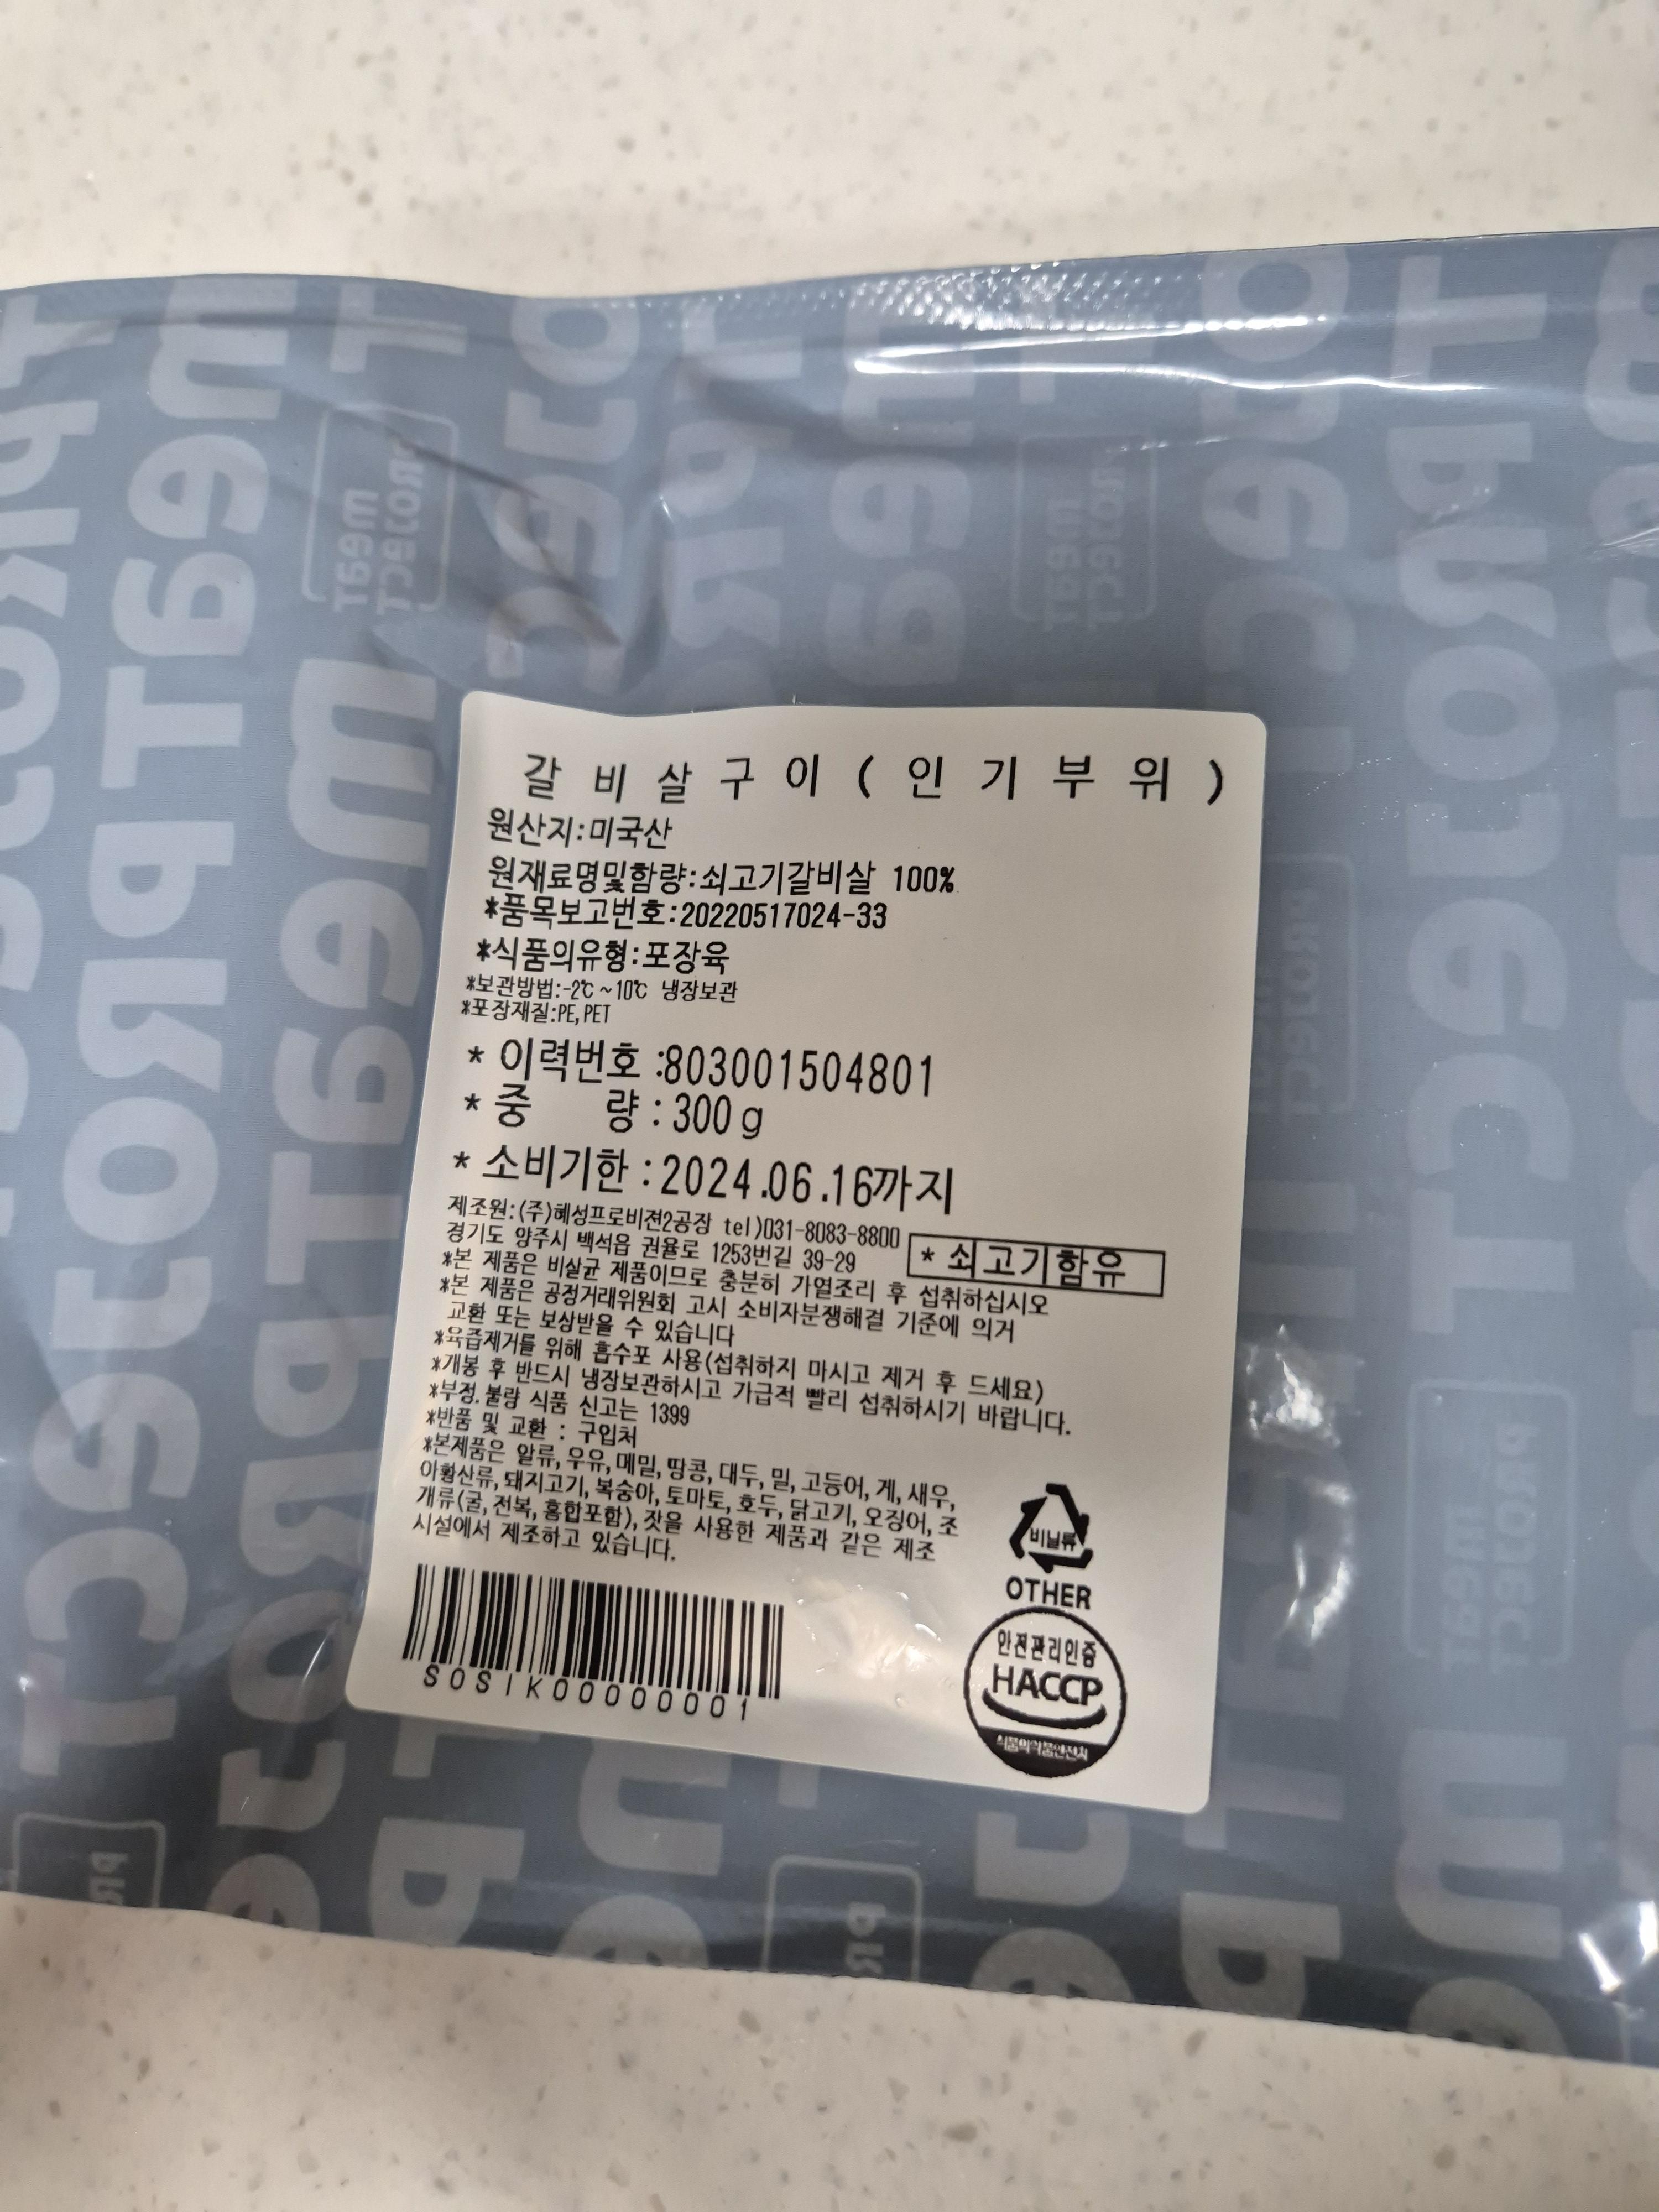 갈비살구이(인기부위)
원산지:미국산
원재료명및함량:쇠고기갈비살 100%
*품목보고번호:20220517024-33
*식품의유형:포장육
*보관방법:-2℃~10℃ 냉장보관
*포장재질:PE,PET
* 이력번호 :803001504801
* 중 량 : 300 g
* 소비기한 : 2024.06.16까지
제조원:(주)혜성프로비젼2공장 tel)031-8083-8800
경기도 양주시 백석읍 권율로 1253번길 39-29
* 쇠고기함유
*본 제품은 비살균 제품이므로 충분히 가열조리 후 섭취하십시오
*본 제품은 공정거래위원회 고시 소비자분쟁해결 기준에 의거
교환 또는 보상받을 수 있습니다
*육즙제거를 위해 흡수포 사용(섭취하지 마시고 제거 후 드세요)
*개봉 후 반드시 냉장보관하시고 가급적 빨리 섭취하시기 바랍니다.
*부정.불량 식품 신고는 1399
*반품 및 교환 : 구입처
*본제품은 알류,우유,메밀,땅콩,대두,밀,고등어,게,새우,
아황산류,돼지고기,복숭아,토마토,호두,닭고기,오징어,조
개류(굴,전복,홍합포함),잣을 사용한 제품과 같은 제조
시설에서 제조하고 있습니다.
비닐류
OTHER
안전관리인증
HACCP
식품의약품안전처
SOSIK00000001
PROJECT
meat
PROJECT
meat